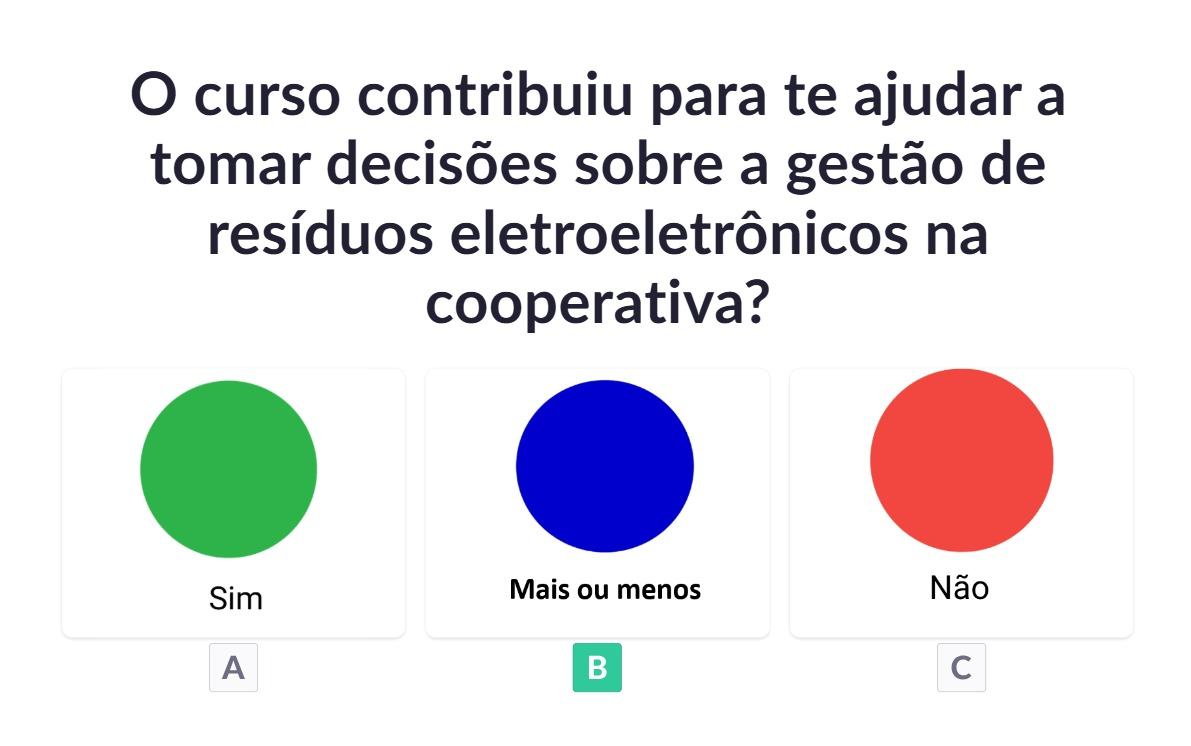 O curso contribuiu para te ajudar a
tomar decisões sobre a gestão de
resíduos eletroeletrônicos na
cooperativa?
Sim
Mais ou menos
Não
A
B
C